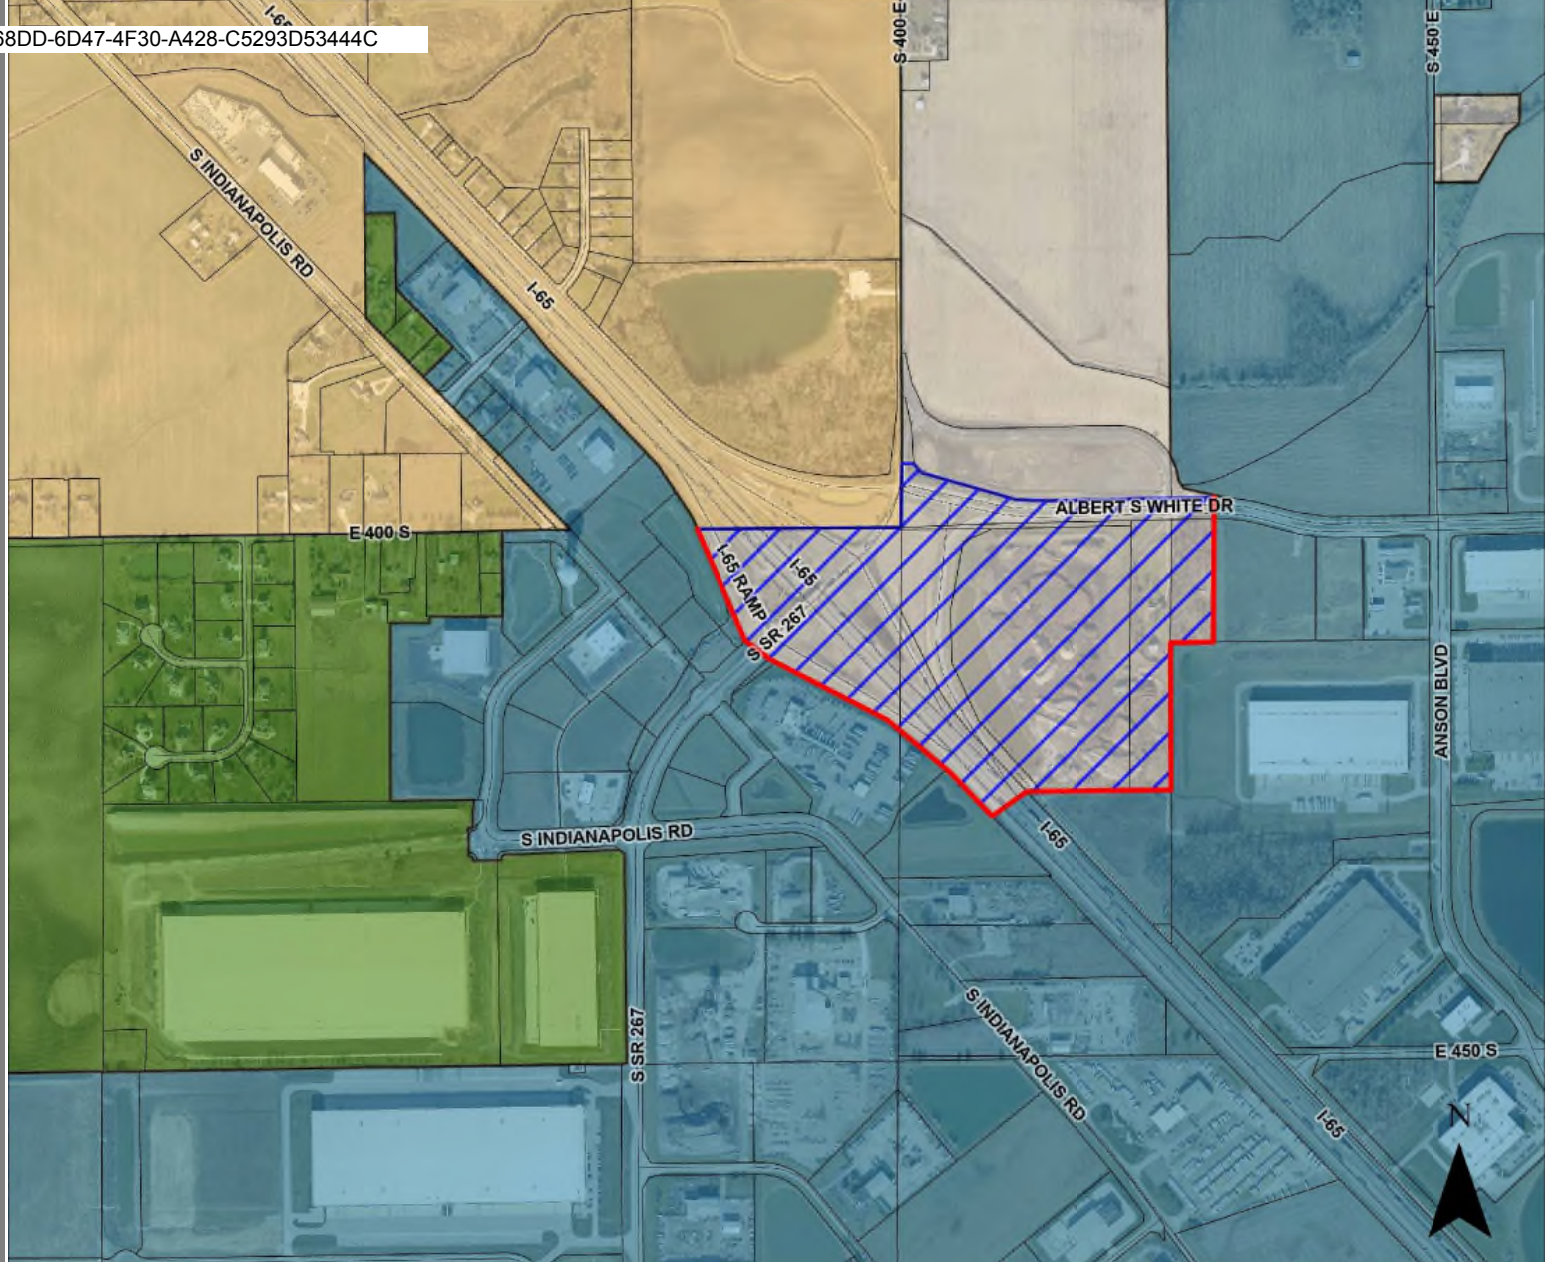 I-65
68DD-6D47-4F30-A428-C5293D53444C
S 400 E
S 450 E
S INDIANAPOLIS RD
I-65
ALBERT S WHITE DR
E 400 S
I-65 RAMP
I-65
S SR 267
ANSON BLVD
S INDIANAPOLIS RD
I-65
S INDIANAPOLIS RD
S SR 267
E 450 S
I-65
N